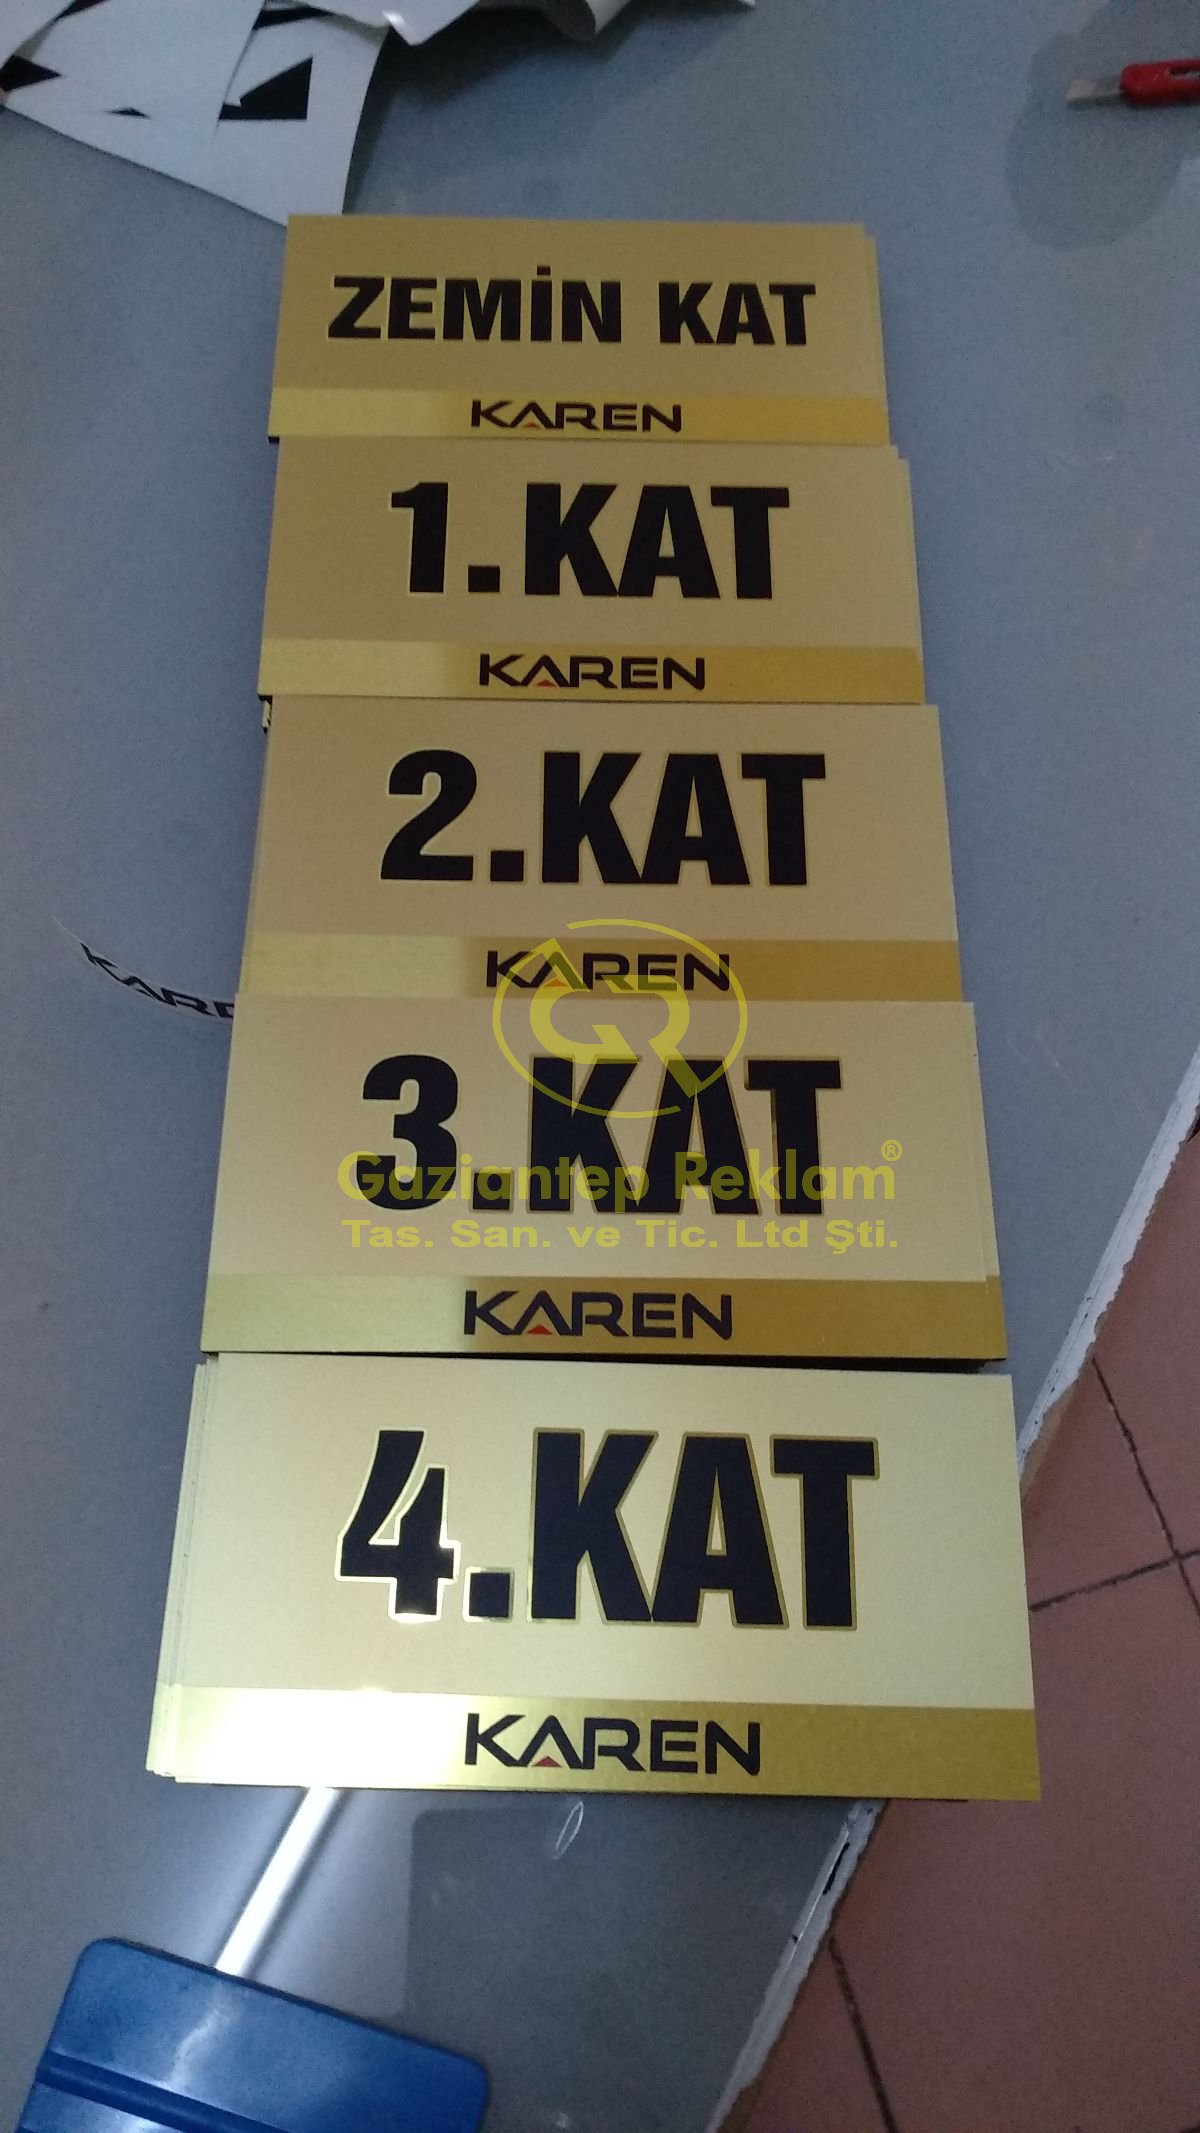 ZEMİN KAT
KAREN
1.KAT
KAREN
2.KAT
KAREN
GR
3.KAT
Gaziantep Reklam®
Tas. San. ve Tic. Ltd Şti.
KAREN
4.KAT
KAREN